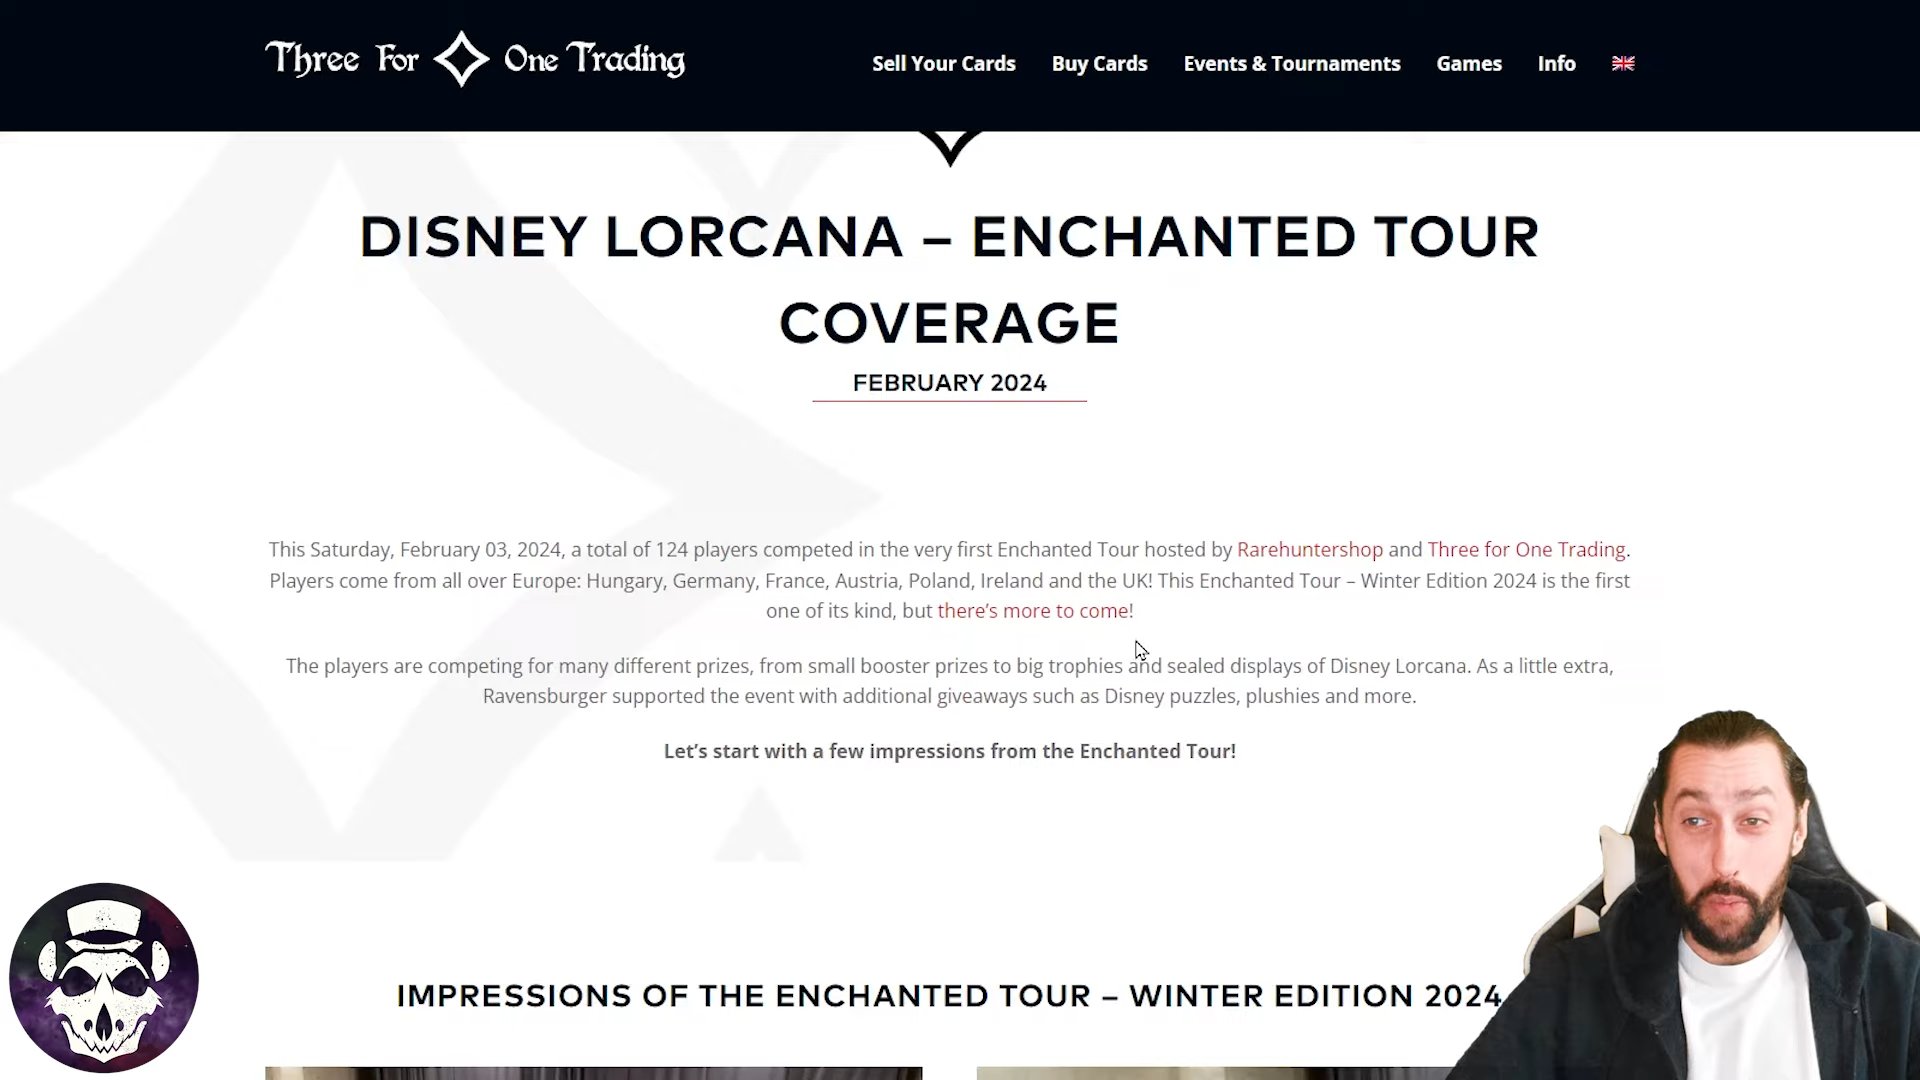 Three For One Trading
Sell Your Cards Buy Cards Events & Tournaments Games Info
DISNEY LORCANA – ENCHANTED TOUR
COVERAGE
FEBRUARY 2024
This Saturday, February 03, 2024, a total of 124 players competed in the very first Enchanted Tour hosted by Rarehuntershop and Three for One Trading.
Players come from all over Europe: Hungary, Germany, France, Austria, Poland, Ireland and the UK! This Enchanted Tour – Winter Edition 2024 is the first
one of its kind, but there's more to come!
The players are competing for many different prizes, from small booster prizes to big trophies and sealed displays of Disney Lorcana. As a little extra,
Ravensburger supported the event with additional giveaways such as Disney puzzles, plushies and more.
Let's start with a few impressions from the Enchanted Tour!
IMPRESSIONS OF THE ENCHANTED TOUR – WINTER EDITION 2024